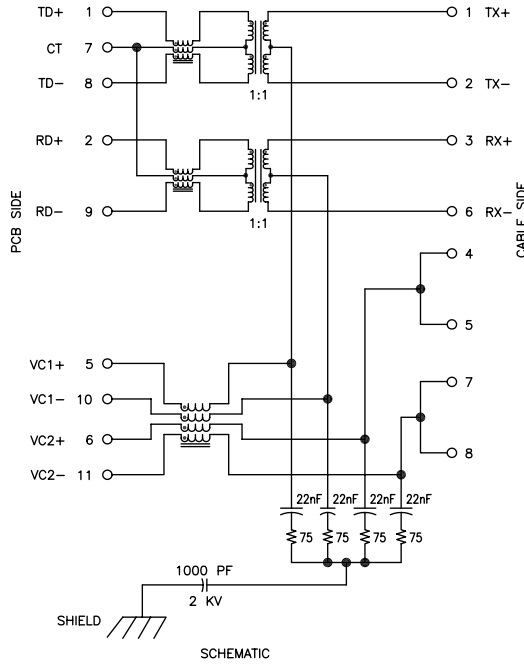 TD+ 1
1 TX+
CT 7
TD- 8
2 TX-
1:1
RD+ 2
3 RX+
RD- 9
6 RX-
1:1
PCB SIDE
CABLE SIDE
4
5
VC1+ 5
7
VC1- 10
VC2+ 6
8
VC2- 11
22nF 22nF 22nF 22nF
75 75 75 75
1000 PF
2 KV
SHIELD
SCHEMATIC